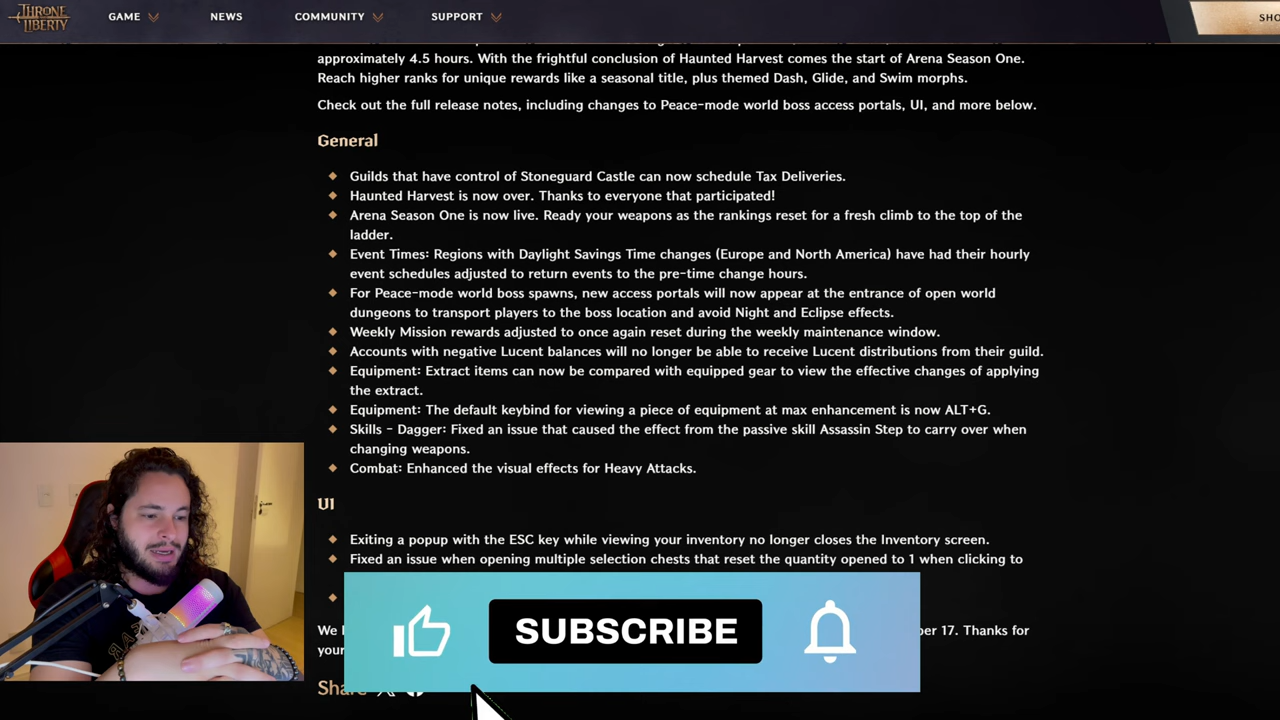 THRONE
LIBERTY
GAME
NEWS
COMMUNITY
SUPPORT
SHO
approximately 4.5 hours. With the frightful conclusion of Haunted Harvest comes the start of Arena Season One.
Reach higher ranks for unique rewards like a seasonal title, plus themed Dash, Glide, and Swim morphs.
Check out the full release notes, including changes to Peace-mode world boss access portals, UI, and more below.
General
Guilds that have control of Stoneguard Castle can now schedule Tax Deliveries.
Haunted Harvest is now over. Thanks to everyone that participated!
Arena Season One is now live. Ready your weapons as the rankings reset for a fresh climb to the top of the
ladder.
Event Times: Regions with Daylight Savings Time changes (Europe and North America) have had their hourly
event schedules adjusted to return events to the pre-time change hours.
For Peace-mode world boss spawns, new access portals will now appear at the entrance of open world
dungeons to transport players to the boss location and avoid Night and Eclipse effects.
Weekly Mission rewards adjusted to once again reset during the weekly maintenance window.
Accounts with negative Lucent balances will no longer be able to receive Lucent distributions from their guild.
Equipment: Extract items can now be compared with equipped gear to view the effective changes of applying
the extract.
Equipment: The default keybind for viewing a piece of equipment at max enhancement is now ALT+G.
Skills - Dagger: Fixed an issue that caused the effect from the passive skill Assassin Step to carry over when
changing weapons.
Combat: Enhanced the visual effects for Heavy Attacks.
UI
Exiting a popup with the ESC key while viewing your inventory no longer closes the Inventory screen.
Fixed an issue when opening multiple selection chests that reset the quantity opened to 1 when clicking to
We
ber 17. Thanks for
your
SUBSCRIBE
Share